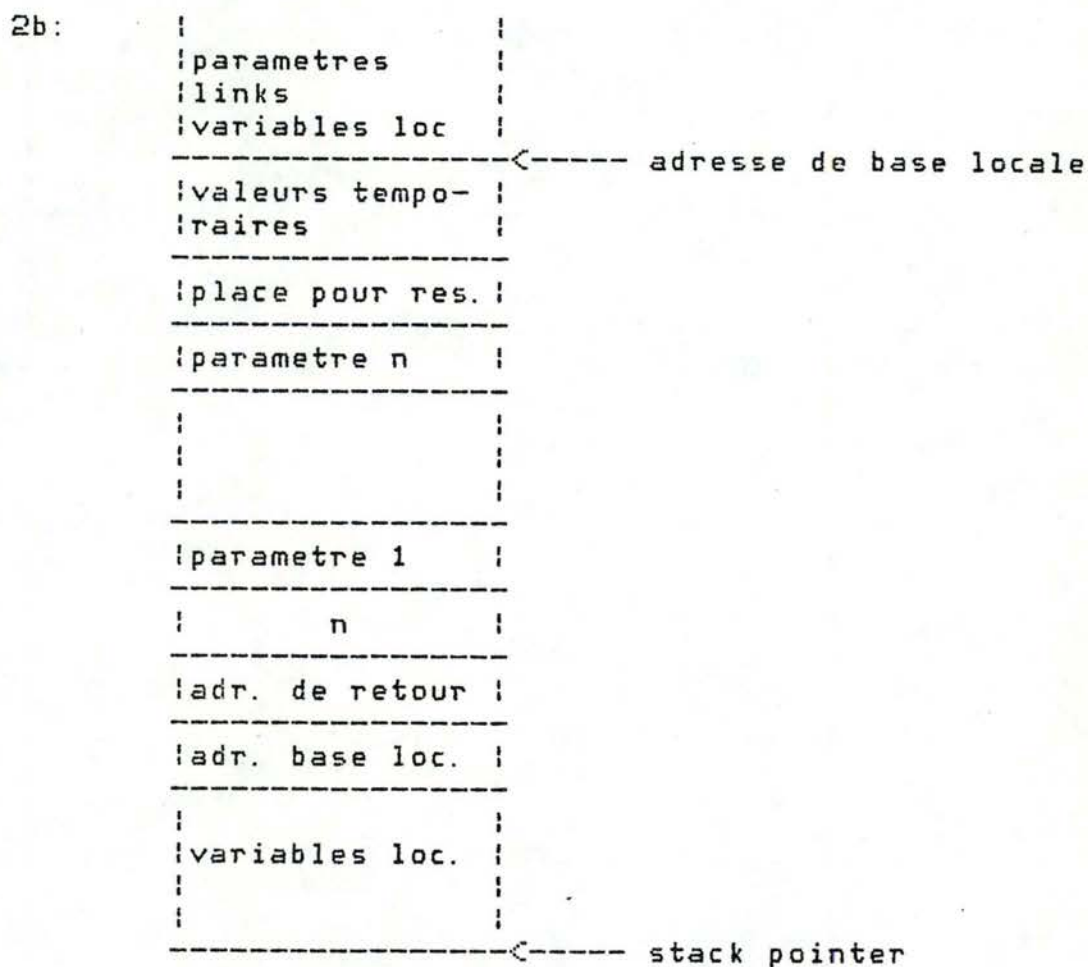 2b:
parametres
links
variables loc
<----- adresse de base locale
valeurs tempo-
raires
place pour res.
parametre n
parametre 1
n
adr. de retour
adr. base loc.
variables loc.
<----- stack pointer